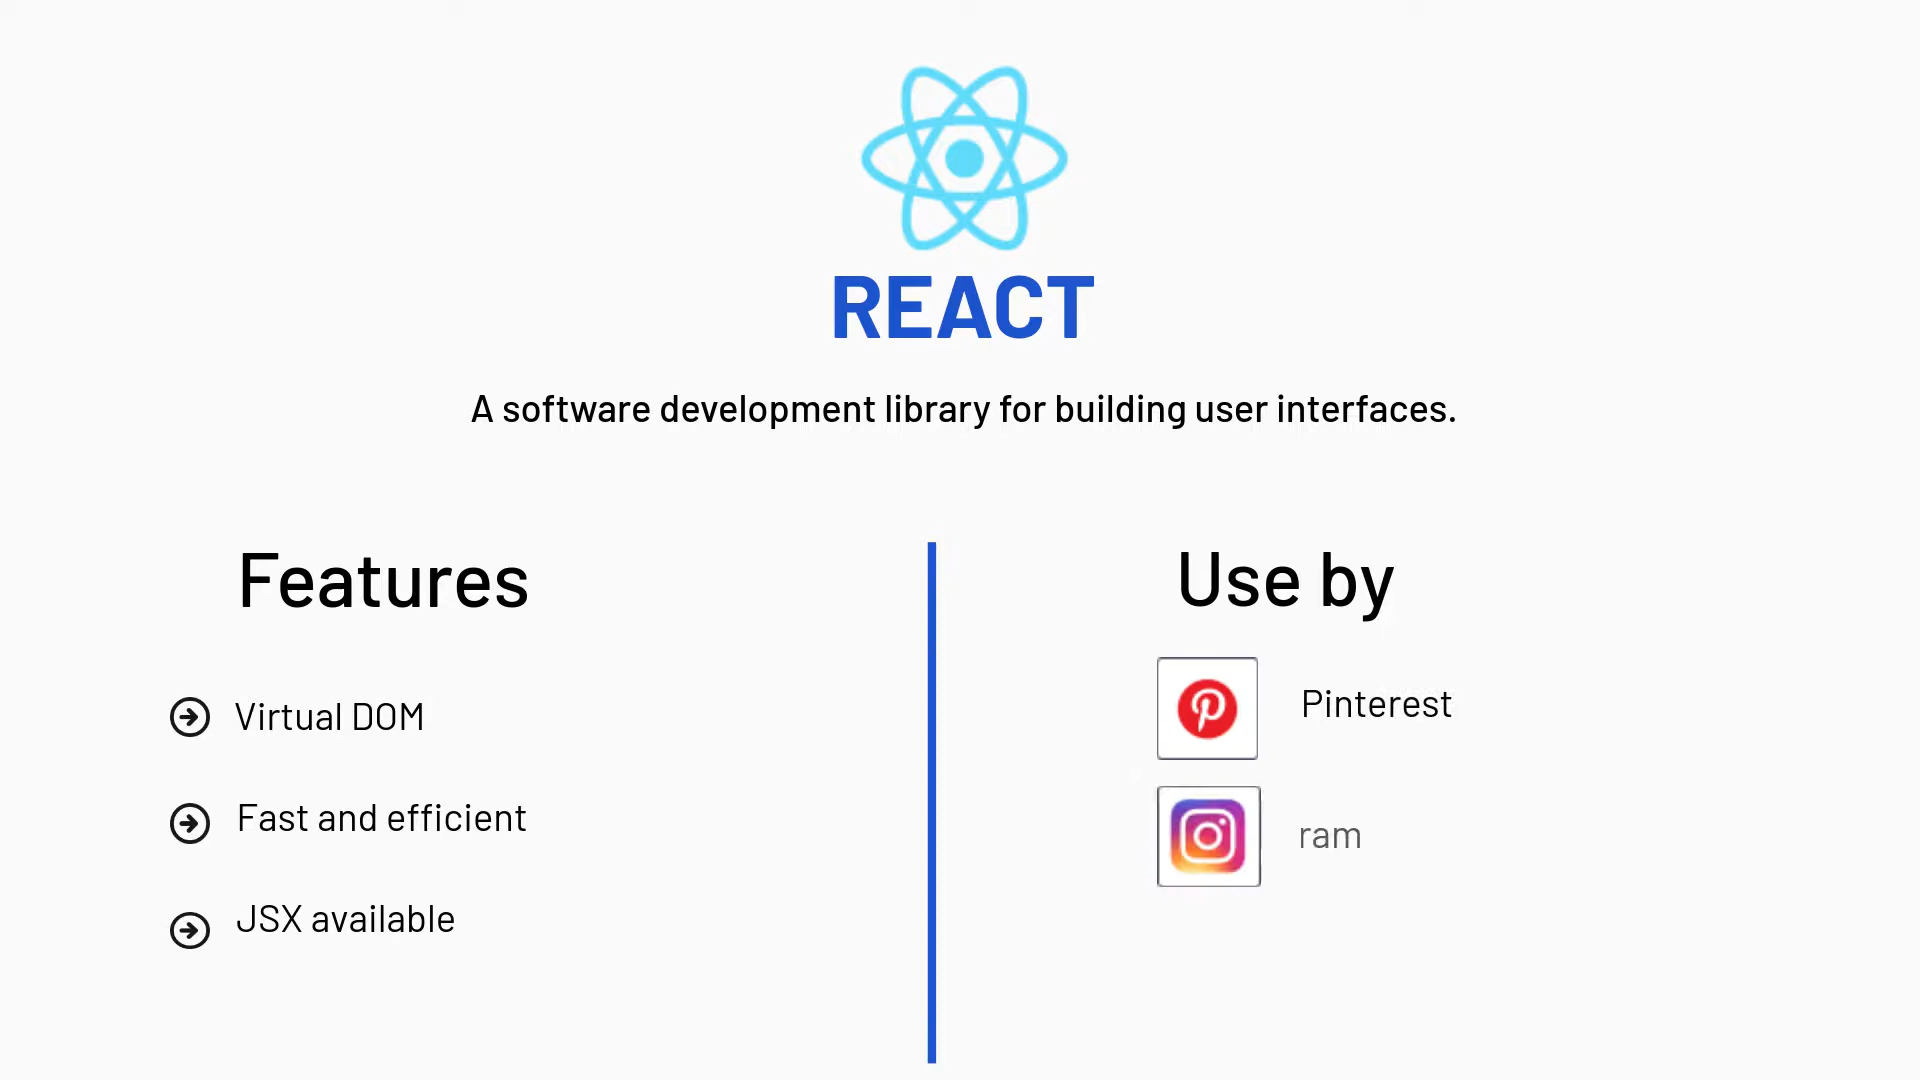 REACT
A software development library for building user interfaces.
Features
Virtual DOM
Fast and efficient
JSX available
Use by
Pinterest
ram